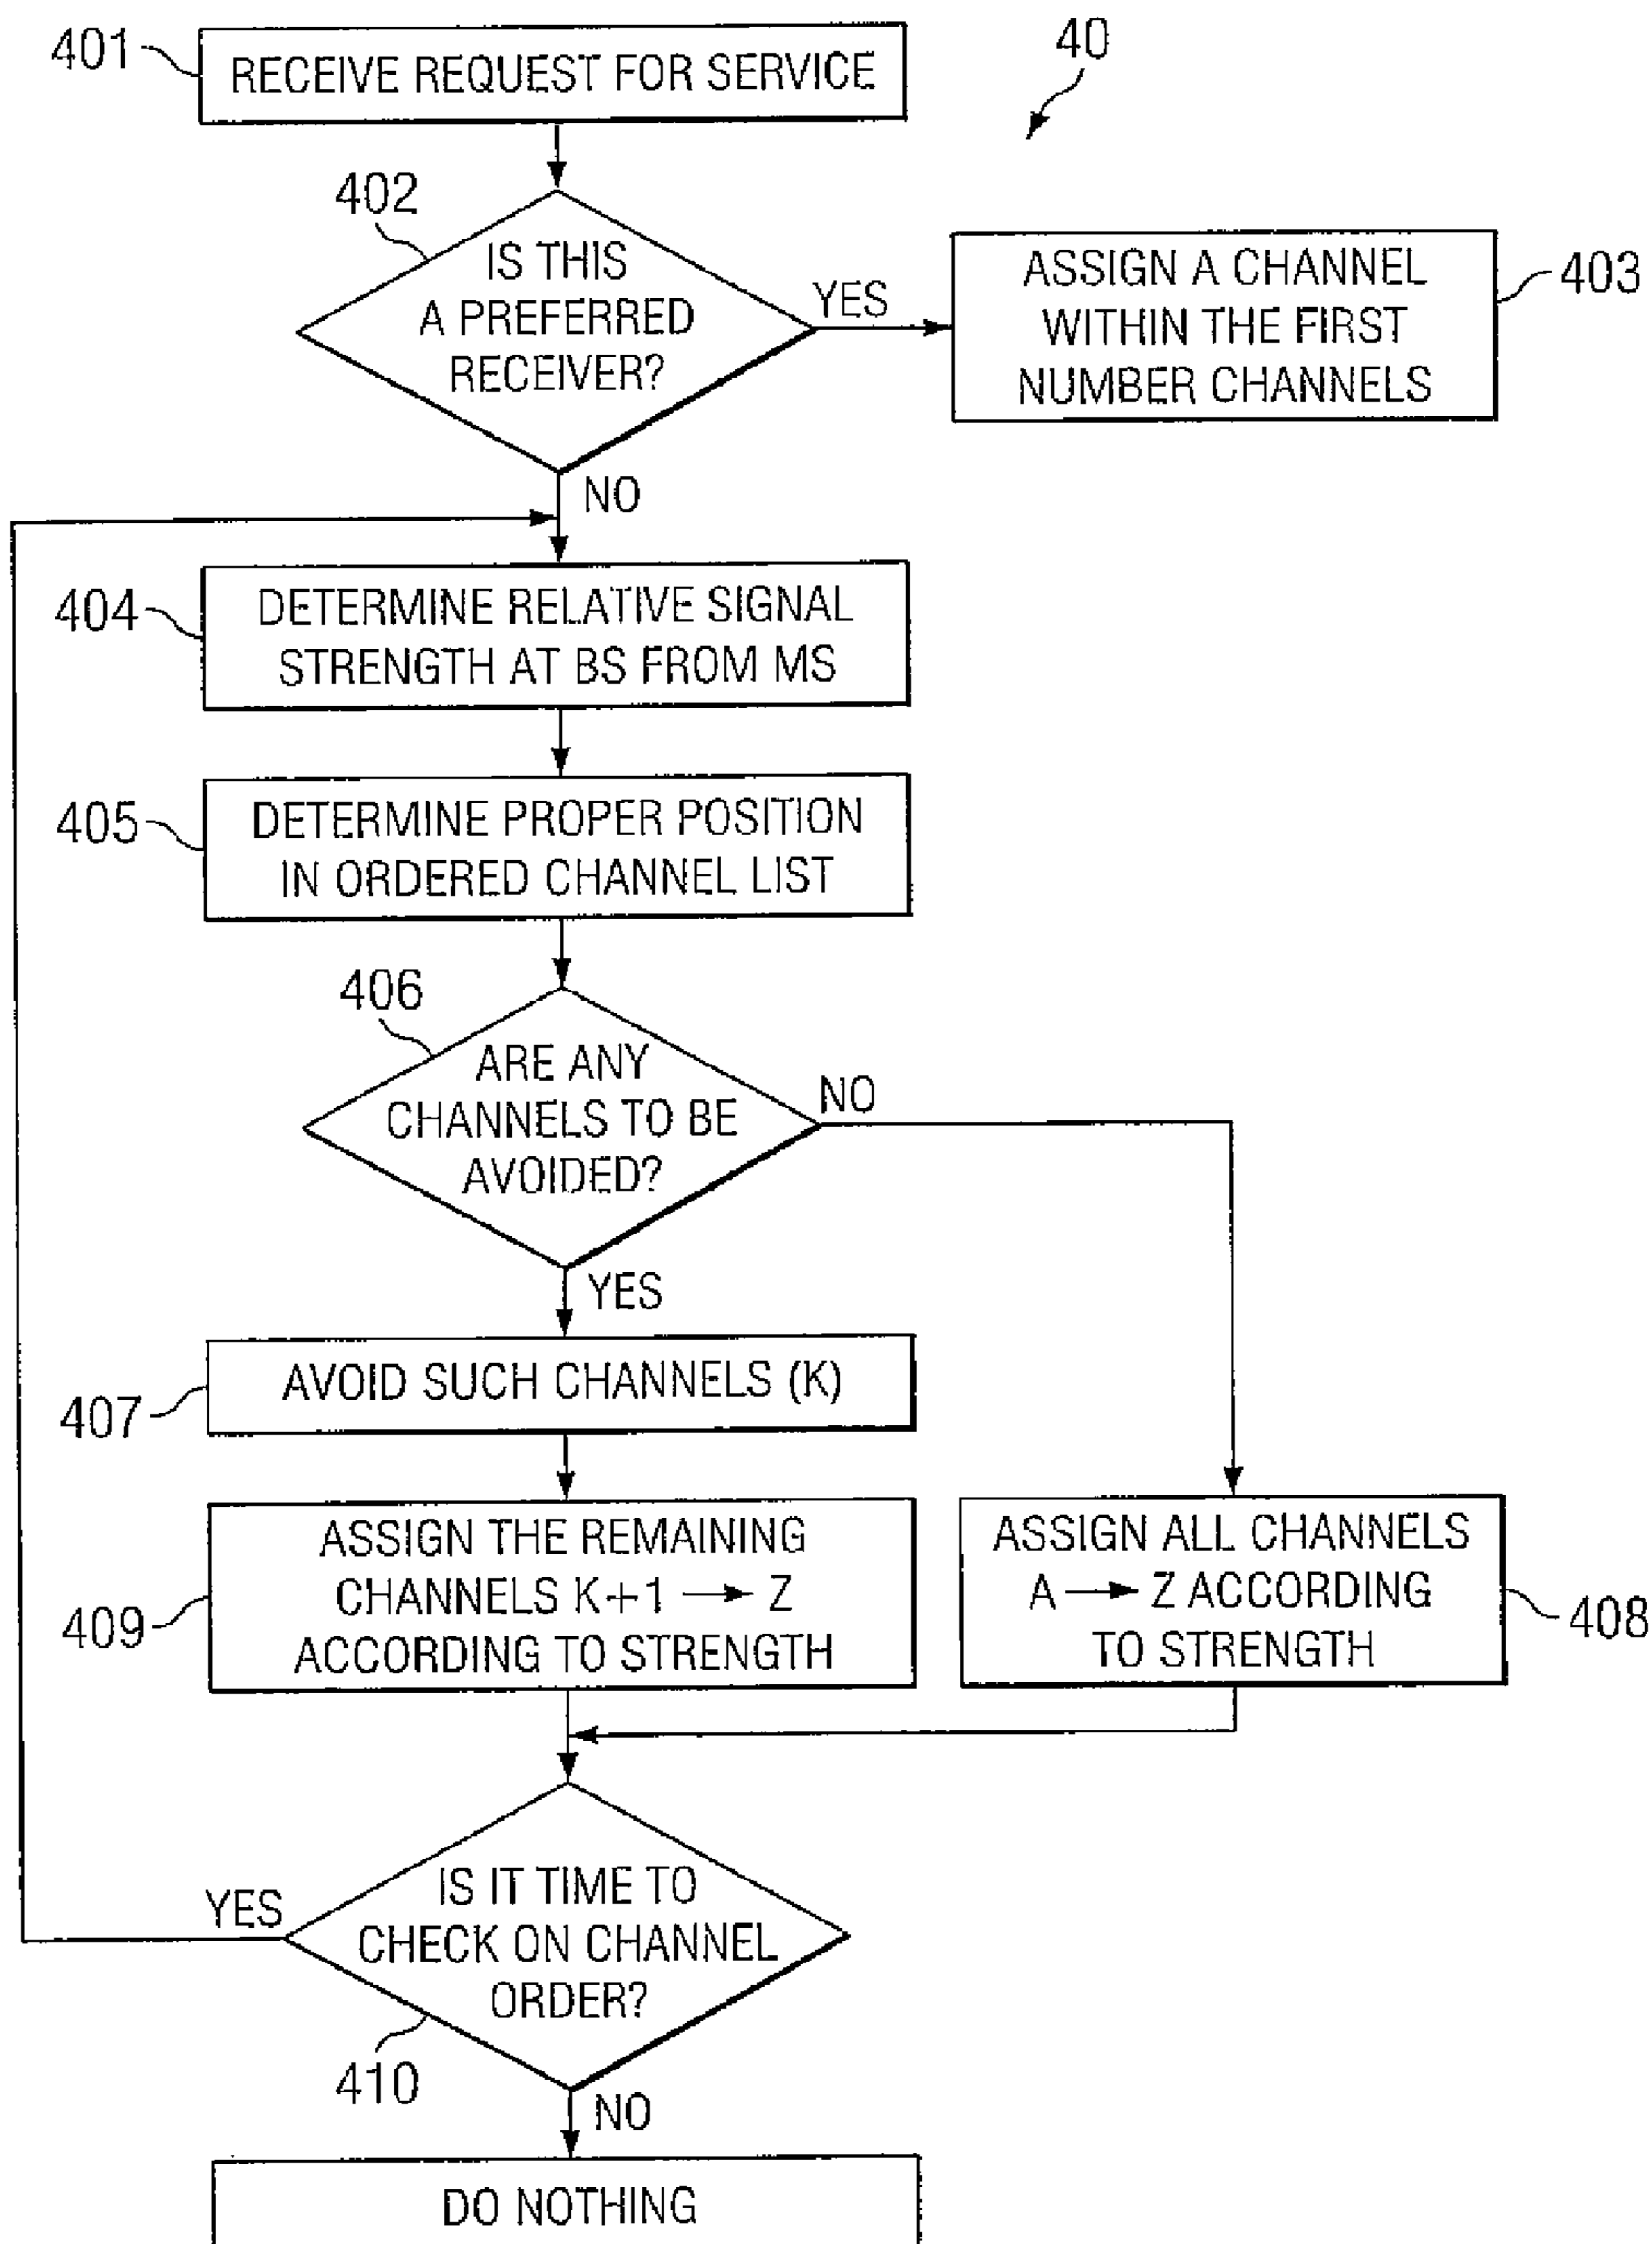 401
RECEIVE REQUEST FOR SERVICE
40
402
IS THIS
A PREFERRED
RECEIVER?
YES
ASSIGN A CHANNEL
WITHIN THE FIRST
NUMBER CHANNELS
403
NO
404
DETERMINE RELATIVE SIGNAL
STRENGTH AT BS FROM MS
405
DETERMINE PROPER POSITION
IN ORDERED CHANNEL LIST
406
ARE ANY
CHANNELS TO BE
AVOIDED?
NO
YES
407
AVOID SUCH CHANNELS (K)
409
ASSIGN THE REMAINING
CHANNELS K+1 → Z
ACCORDING TO STRENGTH
ASSIGN ALL CHANNELS
A → Z ACCORDING
TO STRENGTH
408
YES
IS IT TIME TO
CHECK ON CHANNEL
ORDER?
410
NO
DO NOTHING